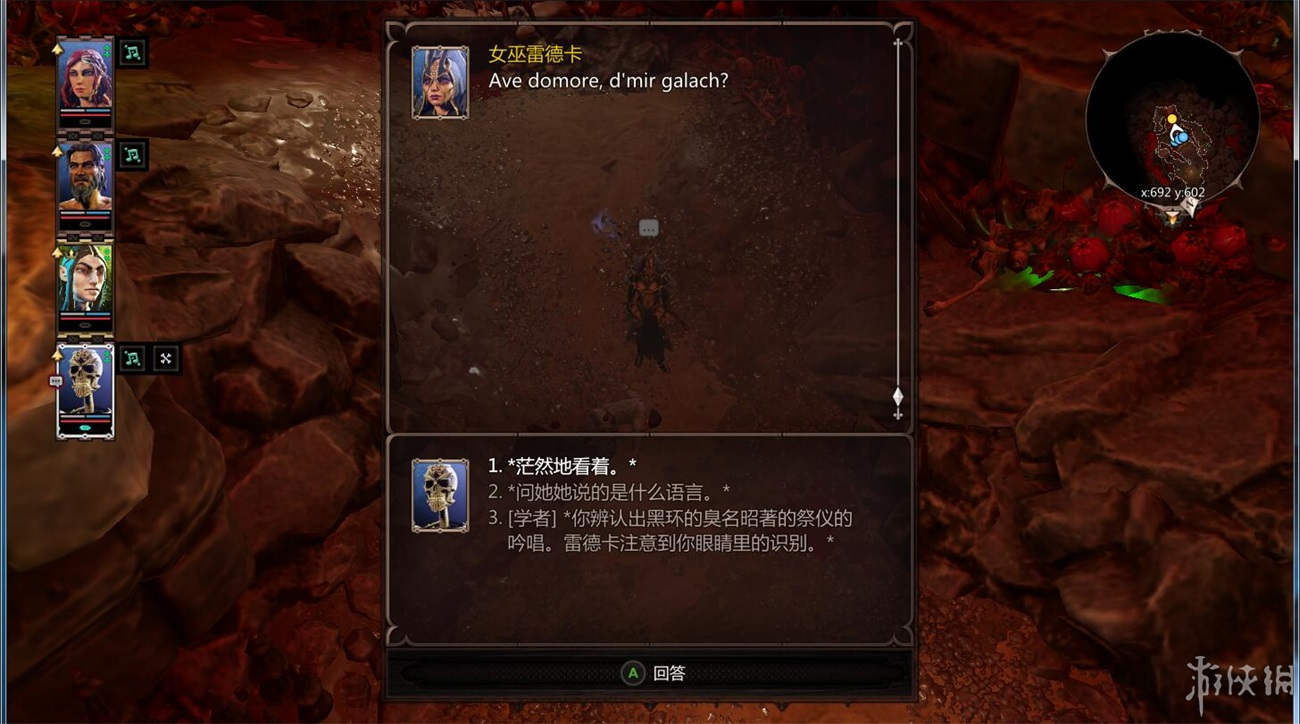 女巫雷德卡
Ave domore, d'mir galach?
x:692 y:602
1. *茫然地看着。*
2. *问她她说的是什么语言。*
3. [学者] *你辨认出黑环的臭名昭著的祭仪的
吟唱。雷德卡注意到你眼睛里的识别。*
A 回答
游侠网